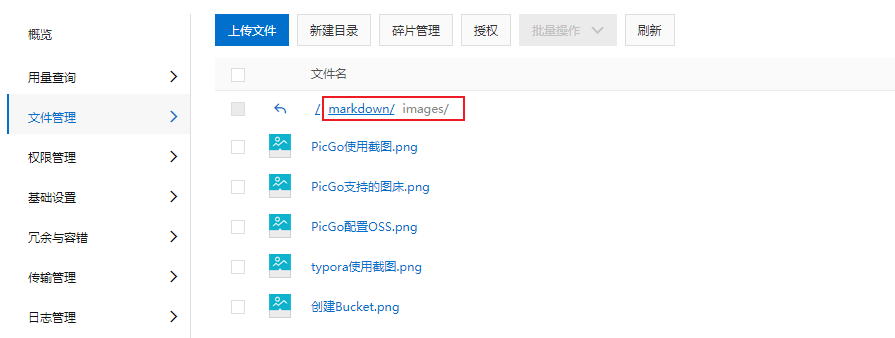 概览
用量查询
文件管理
权限管理
基础设置
冗余与容错
传输管理
日志管理
上传文件 新建目录 碎片管理 授权 批量操作 刷新
文件名
/ markdown/ images/
PicGo使用截图.png
PicGo支持的图床.png
PicGo配置OSS.png
typora使用截图.png
创建Bucket.png